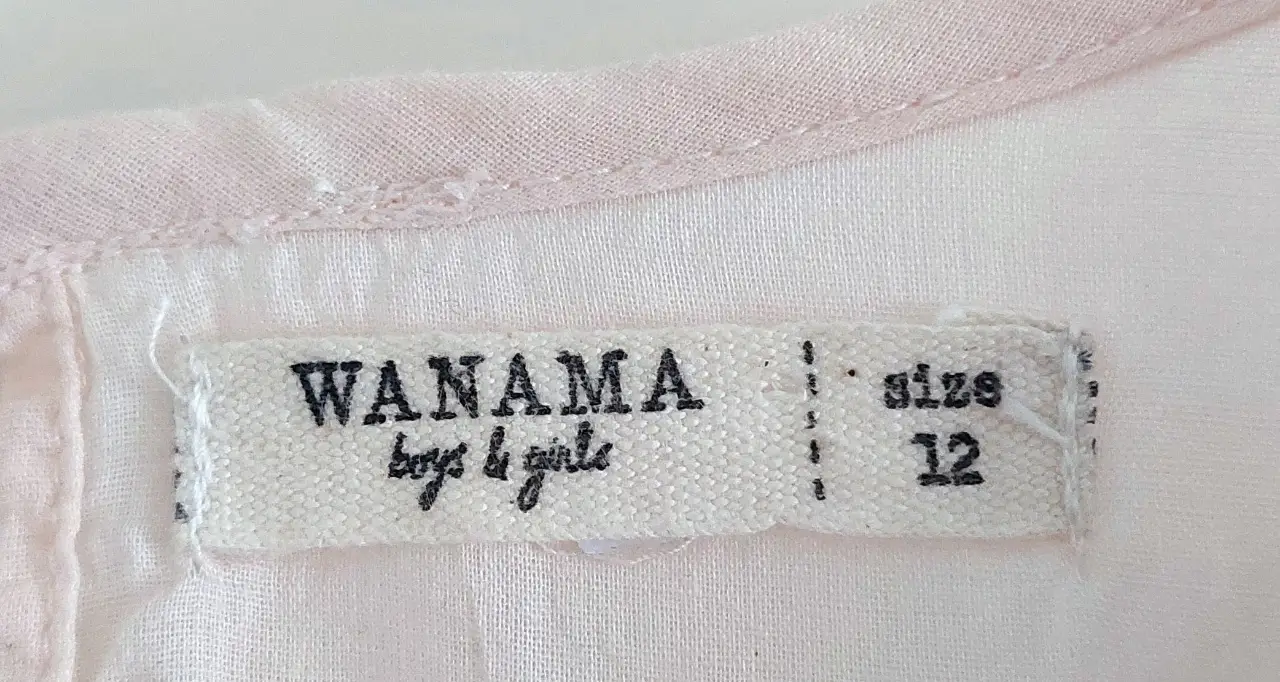 WANAMA
boys & girls
size
12